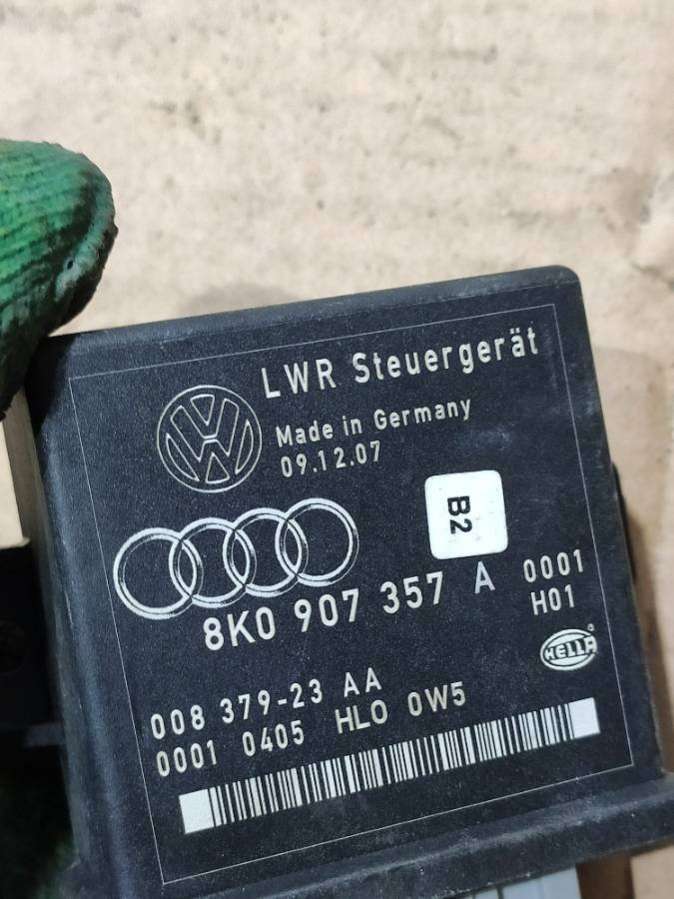 LWR Steuergerät
Made in Germany
09.12.07
B2
8K0 907 357 A 0001
H01
HELLA
008 379-23 AA
0001 0405 HLO 0W5